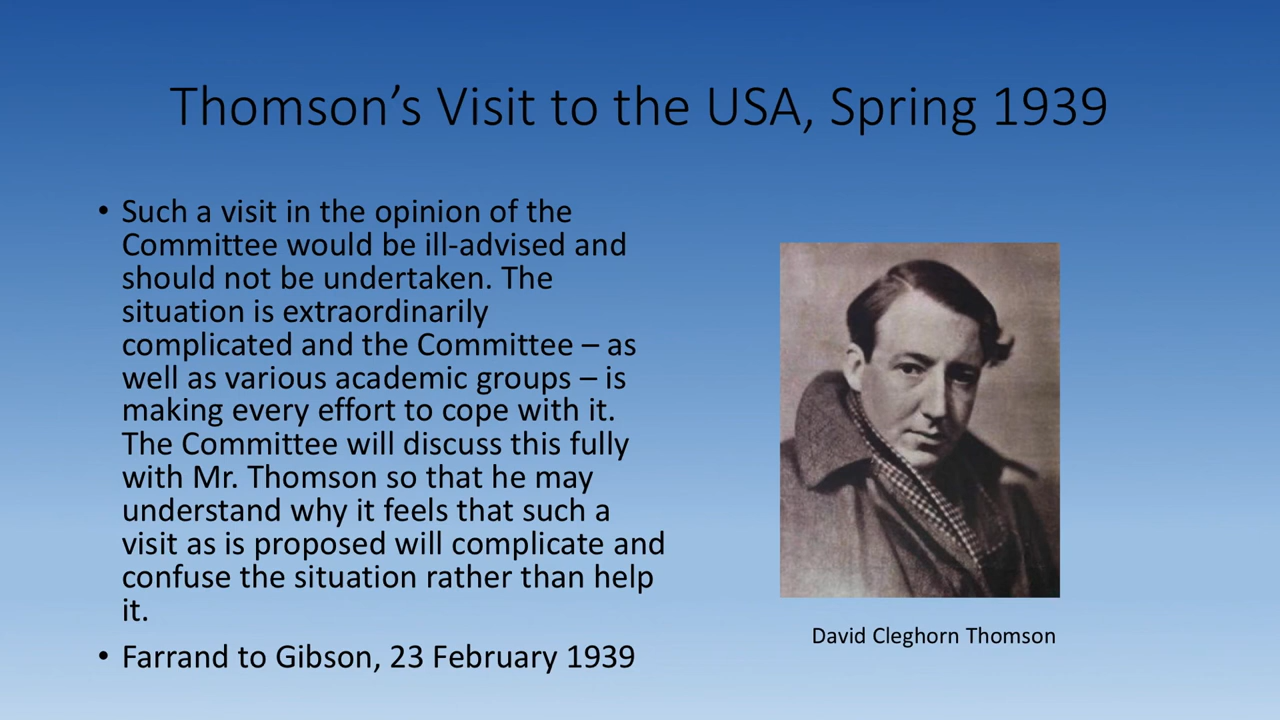 Thomson’s Visit to the USA, Spring 1939
• Such a visit in the opinion of the
Committee would be ill-advised and
should not be undertaken. The
situation is extraordinarily
complicated and the Committee – as
well as various academic groups – is
making every effort to cope with it.
The Committee will discuss this fully
with Mr. Thomson so that he may
understand why it feels that such a
visit as is proposed will complicate and
confuse the situation rather than help
it.
• Farrand to Gibson, 23 February 1939
David Cleghorn Thomson